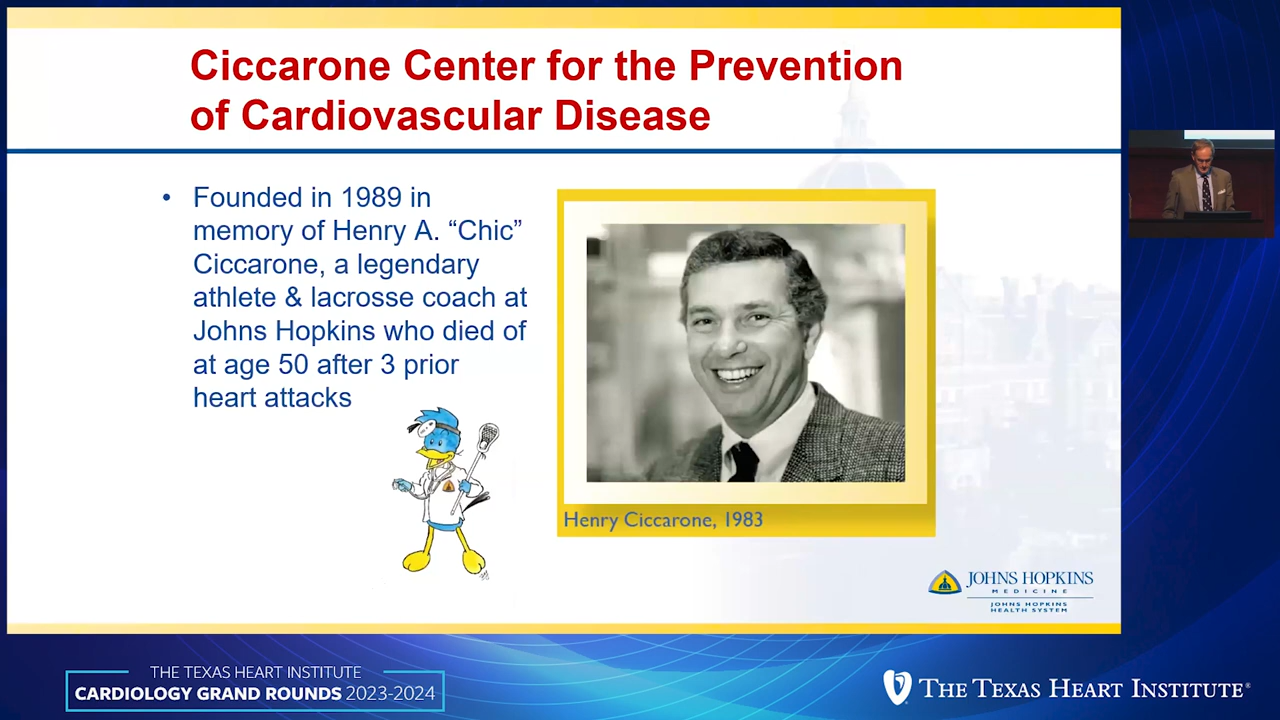 Ciccarone Center for the Prevention
of Cardiovascular Disease
• Founded in 1989 in
memory of Henry A. “Chic”
Ciccarone, a legendary
athlete & lacrosse coach at
Johns Hopkins who died of
at age 50 after 3 prior
heart attacks
Henry Ciccarone, 1983
JOHNS HOPKINS
MEDICINE
JOHNS HOPKINS
HEALTH SYSTEM
THE TEXAS HEART INSTITUTE
CARDIOLOGY GRAND ROUNDS 2023-2024
THE TEXAS HEART INSTITUTE®